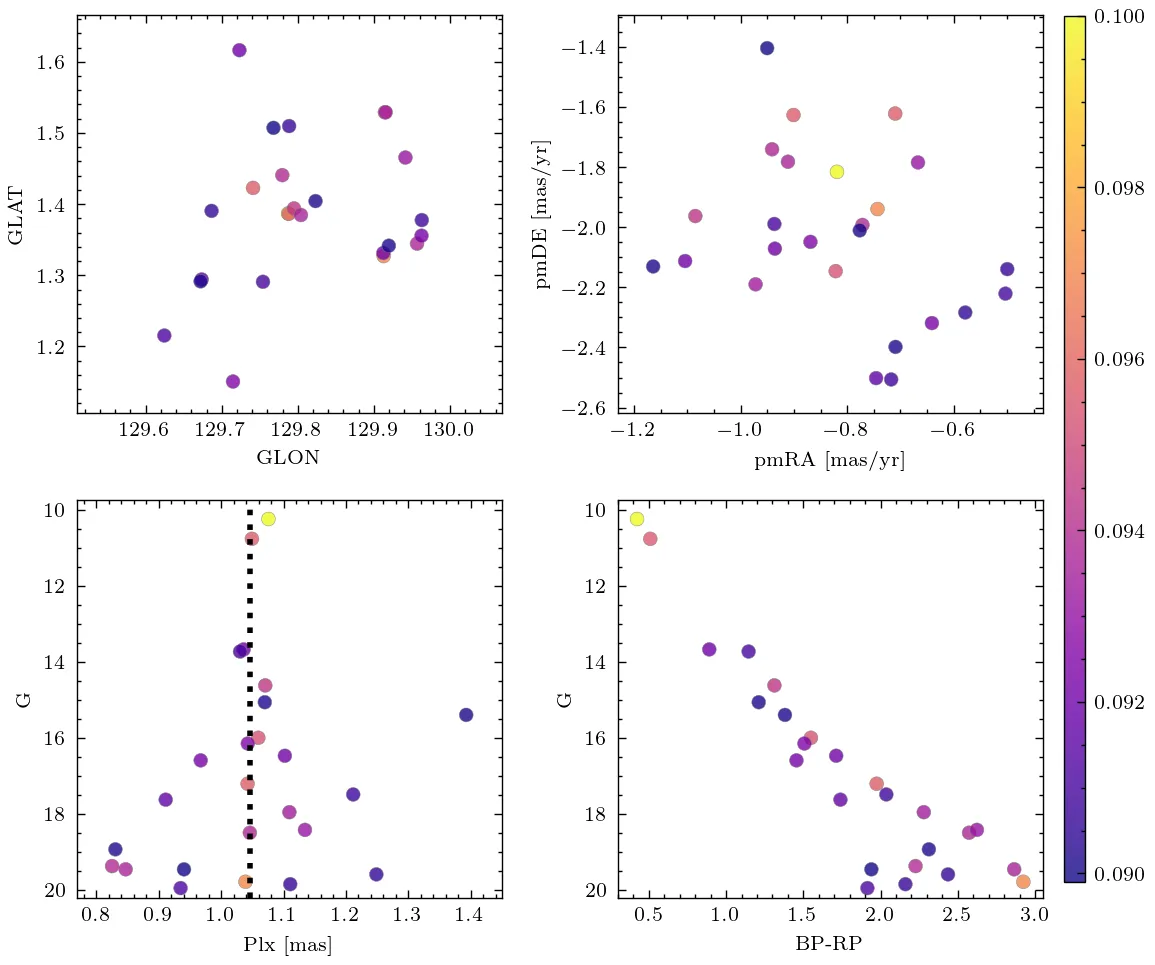 1.6
1.5
1.4
1.3
1.2
GLAT
129.6 129.7 129.8 129.9 130.0
GLON
−1.4
−1.6
−1.8
−2.0
−2.2
−2.4
−2.6
pmDE [mas/yr]
−1.2 −1.0 −0.8 −0.6
pmRA [mas/yr]
10
12
14
16
18
20
G
0.8 0.9 1.0 1.1 1.2 1.3 1.4
Plx [mas]
10
12
14
16
18
20
G
0.5 1.0 1.5 2.0 2.5 3.0
BP-RP
0.100
0.098
0.096
0.094
0.092
0.090